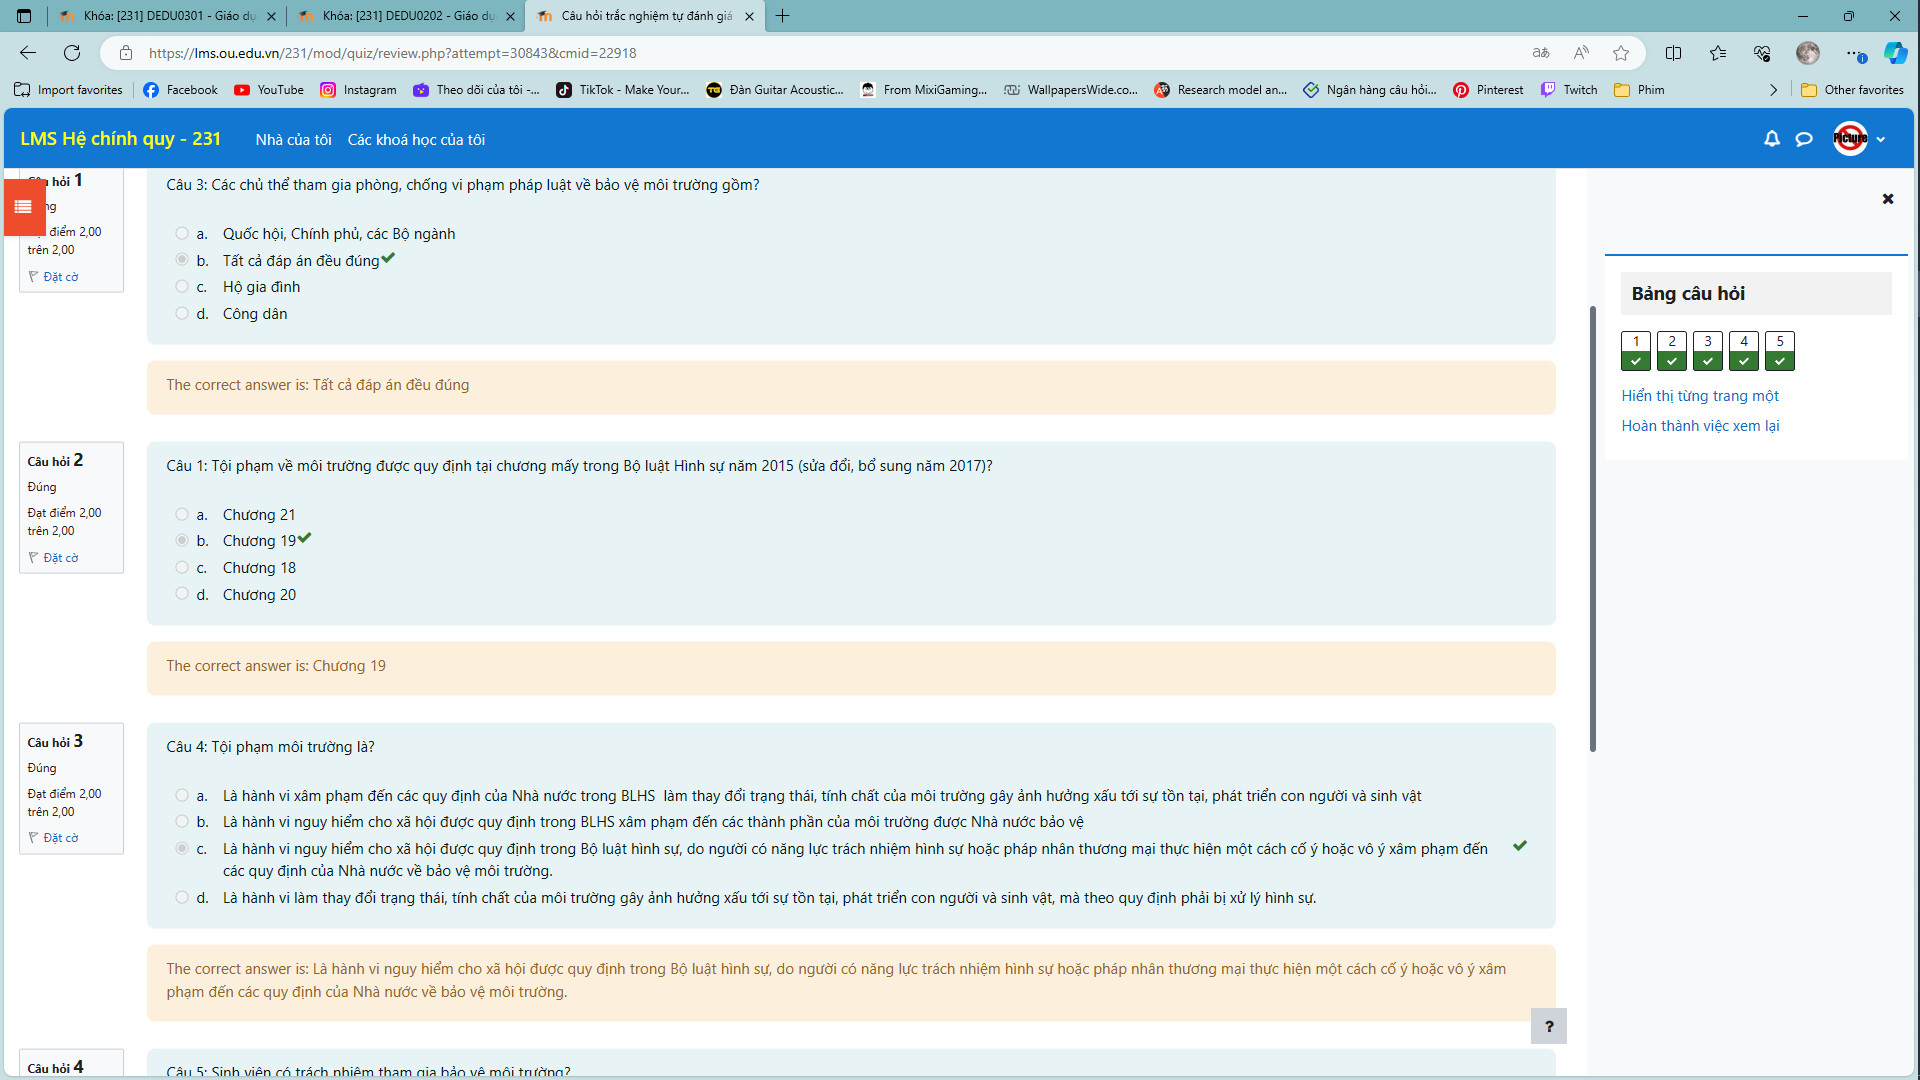 Khóa: [231] DEDU0301 - Giáo dụ
Khóa: [231] DEDU0202 - Giáo dụ
Câu hỏi trắc nghiệm tự đánh giá
https://lms.ou.edu.vn/231/mod/quiz/review.php?attempt=30843&cmid=22918
Import favorites
Facebook
YouTube
Instagram
Theo dõi của tôi -...
TikTok - Make Your...
Đàn Guitar Acoustic...
From MixiGaming...
WallpapersWide.co...
Research model an...
Ngân hàng câu hỏi...
Pinterest
Twitch
Phim
Other favorites
LMS Hệ chính quy - 231
Nhà của tôi
Các khoá học của tôi
hỏi 1
ng
điểm 2,00
trên 2,00
Đặt cờ
Câu 3: Các chủ thể tham gia phòng, chống vi phạm pháp luật về bảo vệ môi trường gồm?
a. Quốc hội, Chính phủ, các Bộ ngành
b. Tất cả đáp án đều đúng
c. Hộ gia đình
d. Công dân
The correct answer is: Tất cả đáp án đều đúng
Câu hỏi 2
Đúng
Đạt điểm 2,00
trên 2,00
Đặt cờ
Câu 1: Tội phạm về môi trường được quy định tại chương mấy trong Bộ luật Hình sự năm 2015 (sửa đổi, bổ sung năm 2017)?
a. Chương 21
b. Chương 19
c. Chương 18
d. Chương 20
The correct answer is: Chương 19
Câu hỏi 3
Đúng
Đạt điểm 2,00
trên 2,00
Đặt cờ
Câu 4: Tội phạm môi trường là?
a. Là hành vi xâm phạm đến các quy định của Nhà nước trong BLHS làm thay đổi trạng thái, tính chất của môi trường gây ảnh hưởng xấu tới sự tồn tại, phát triển con người và sinh vật
b. Là hành vi nguy hiểm cho xã hội được quy định trong BLHS xâm phạm đến các thành phần của môi trường được Nhà nước bảo vệ
c. Là hành vi nguy hiểm cho xã hội được quy định trong Bộ luật hình sự, do người có năng lực trách nhiệm hình sự hoặc pháp nhân thương mại thực hiện một cách cố ý hoặc vô ý xâm phạm đến
các quy định của Nhà nước về bảo vệ môi trường.
d. Là hành vi làm thay đổi trạng thái, tính chất của môi trường gây ảnh hưởng xấu tới sự tồn tại, phát triển con người và sinh vật, mà theo quy định phải bị xử lý hình sự.
The correct answer is: Là hành vi nguy hiểm cho xã hội được quy định trong Bộ luật hình sự, do người có năng lực trách nhiệm hình sự hoặc pháp nhân thương mại thực hiện một cách cố ý hoặc vô ý xâm
phạm đến các quy định của Nhà nước về bảo vệ môi trường.
Câu hỏi 4
Câu 5: Sinh viên có trách nhiệm tham gia bảo vệ môi trường?
?
Bảng câu hỏi
1 2 3 4 5
Hiển thị từng trang một
Hoàn thành việc xem lại